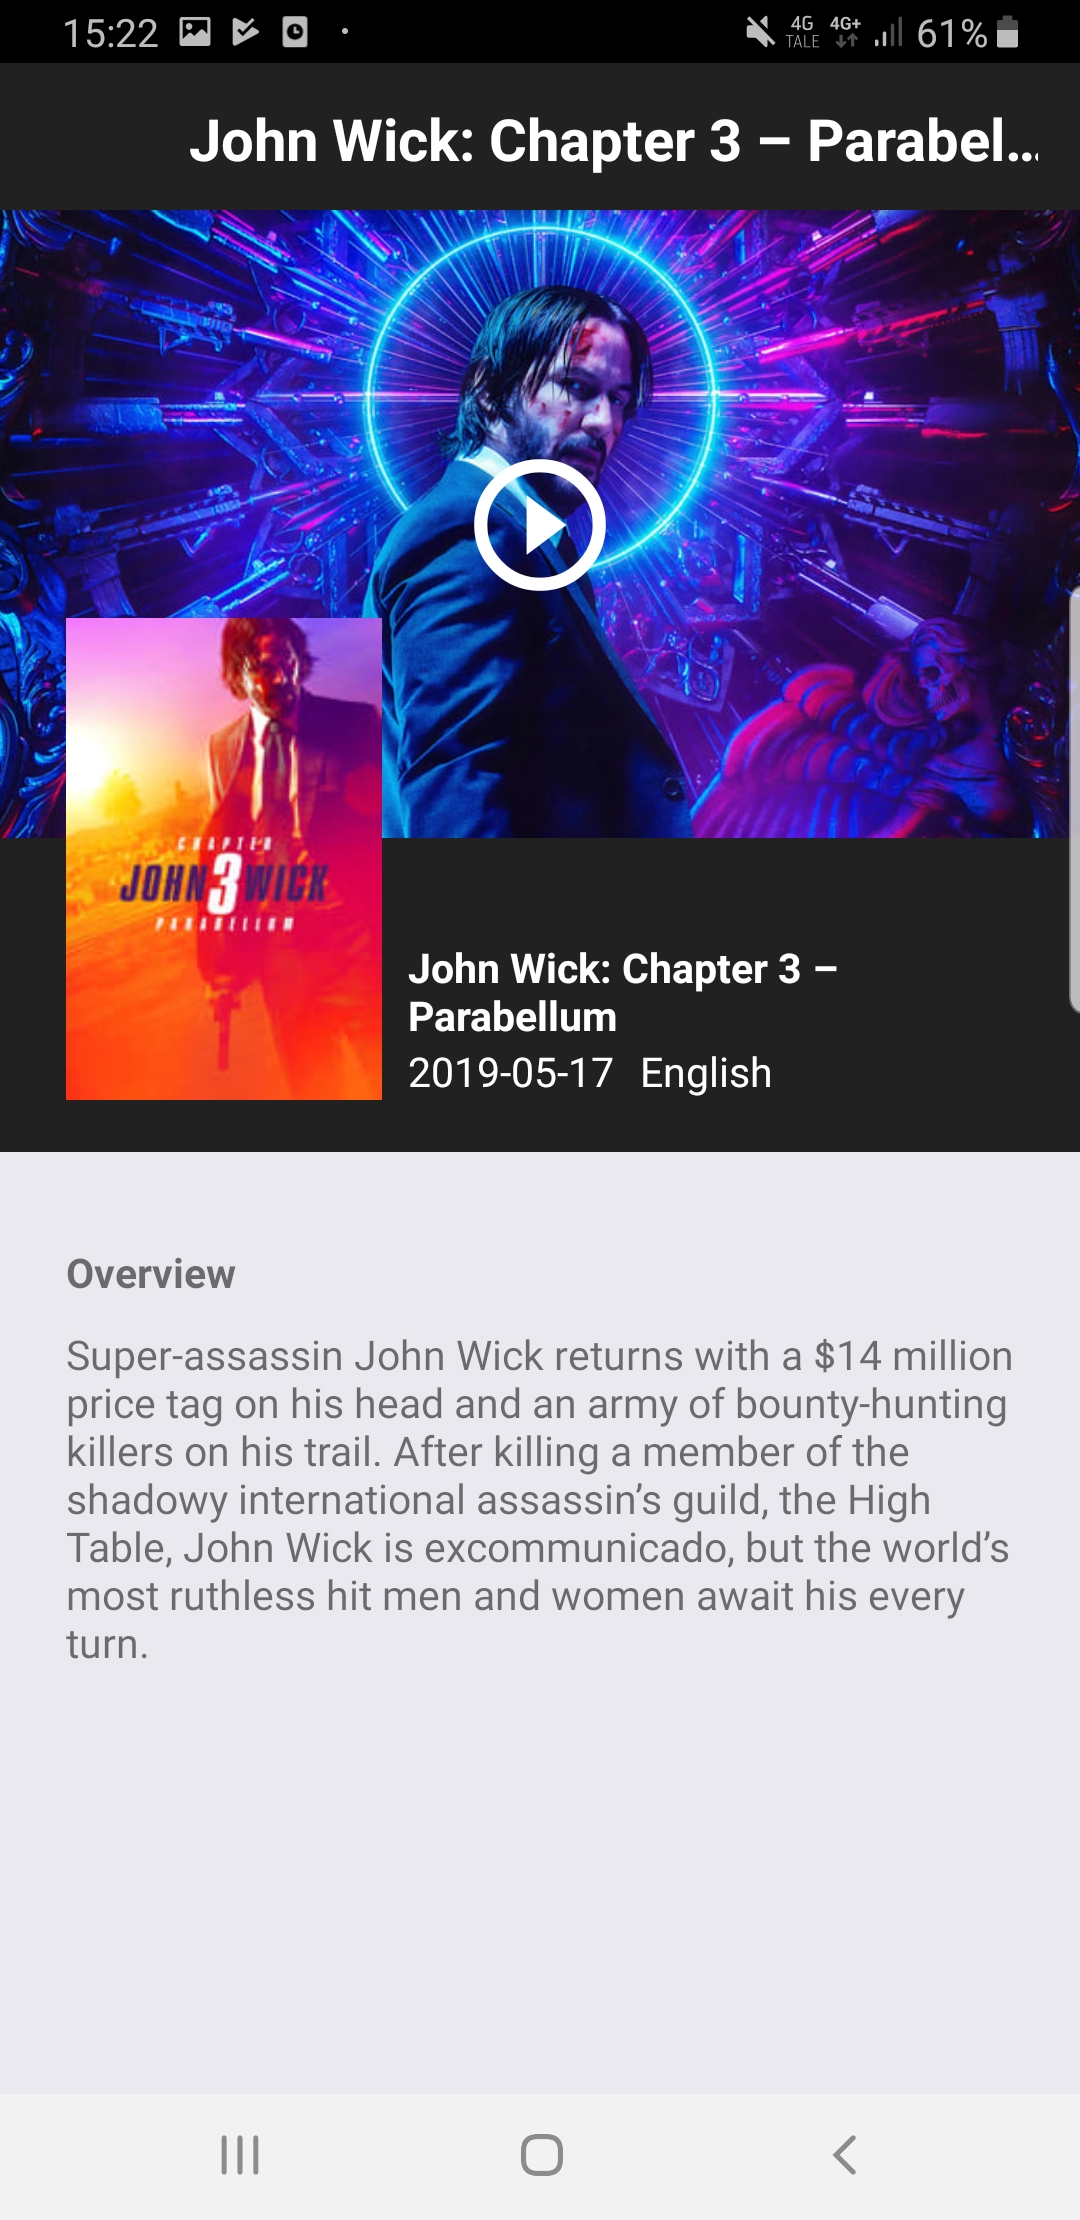 15:22
4G
TALE
4G+
61%
John Wick: Chapter 3 – Parabel...
CHAPTER
JOHN 3 WICK
PARABELLUM
John Wick: Chapter 3 –
Parabellum
2019-05-17 English
Overview
Super-assassin John Wick returns with a $14 million
price tag on his head and an army of bounty-hunting
killers on his trail. After killing a member of the
shadowy international assassin’s guild, the High
Table, John Wick is excommunicado, but the world’s
most ruthless hit men and women await his every
turn.